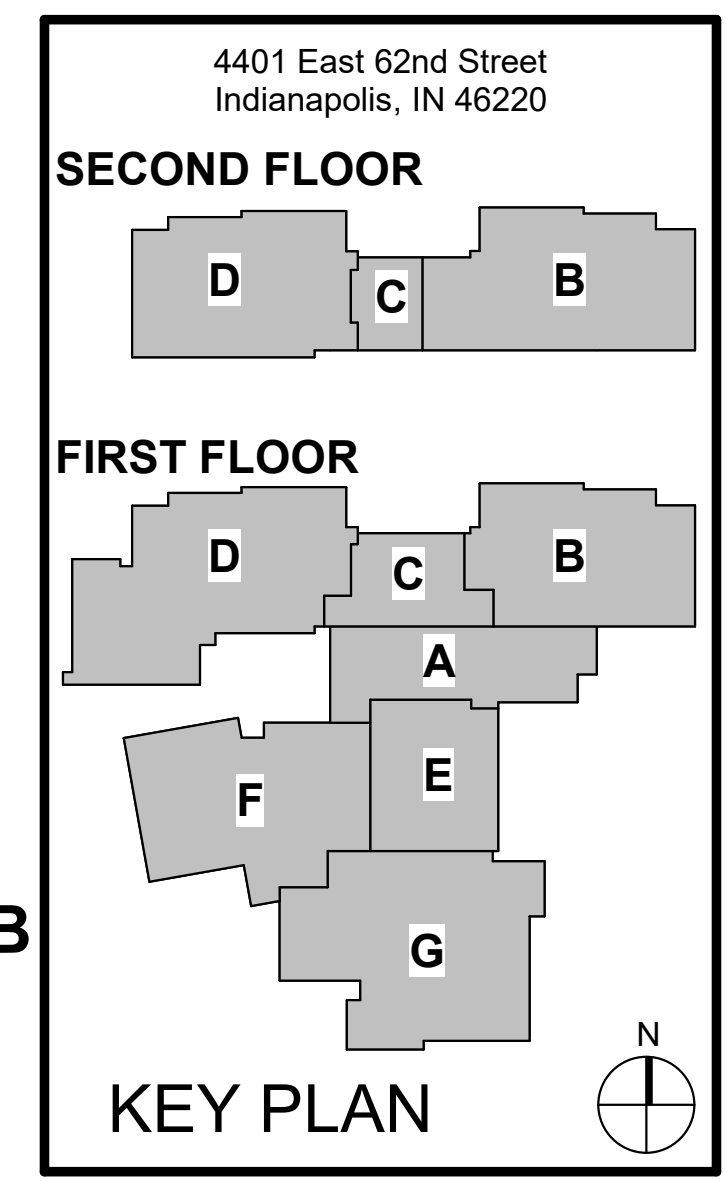 4401 East 62nd Street
Indianapolis, IN 46220
SECOND FLOOR
D
C
B
FIRST FLOOR
D
C
B
A
E
F
B
G
N
KEY PLAN